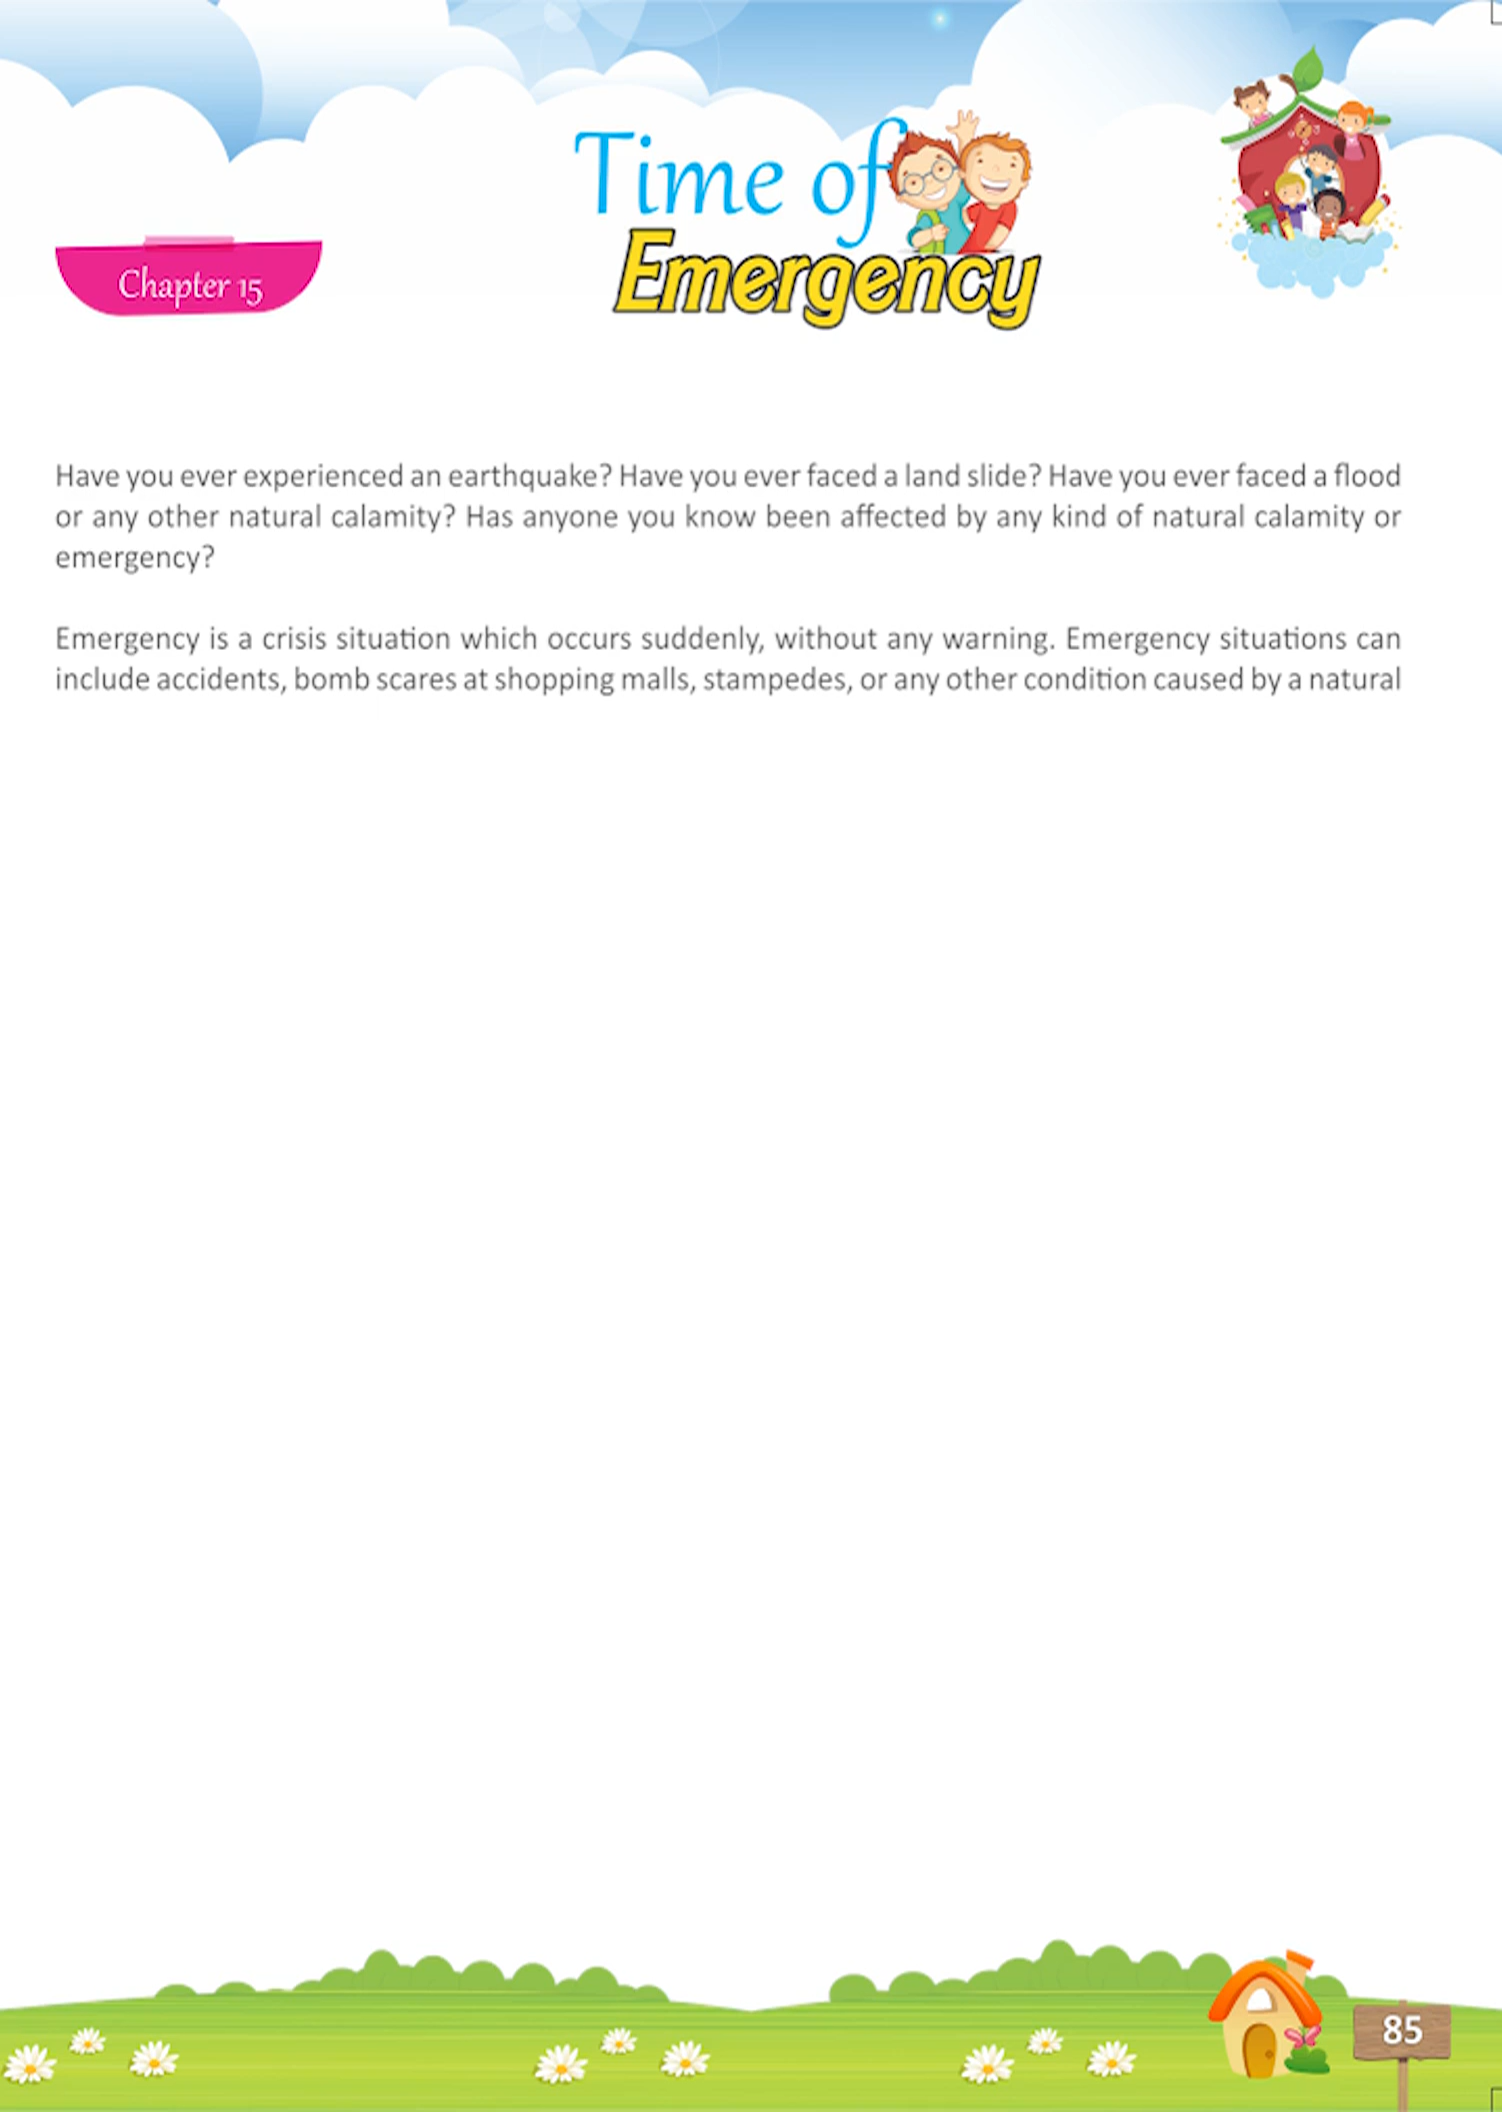 Time of
Emergency
Chapter 15
Have you ever experienced an earthquake? Have you ever faced a land slide? Have you ever faced a flood
or any other natural calamity? Has anyone you know been affected by any kind of natural calamity or
emergency?
Emergency is a crisis situation which occurs suddenly, without any warning. Emergency situations can
include accidents, bomb scares at shopping malls, stampedes, or any other condition caused by a natural
85